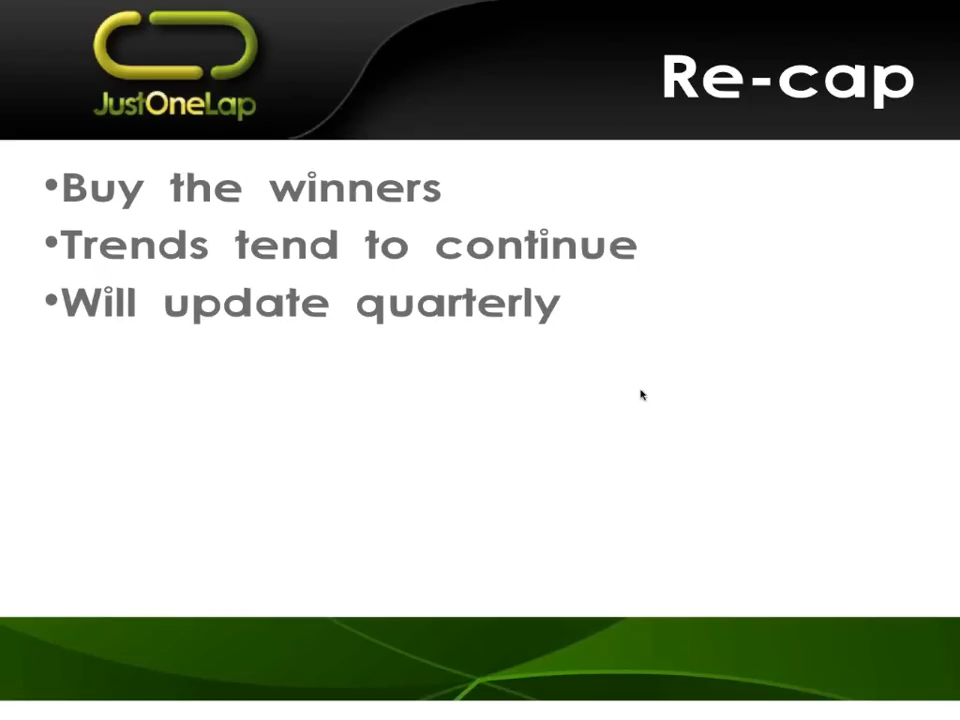 JustOneLap
Re-cap
•Buy the winners
•Trends tend to continue
•Will update quarterly